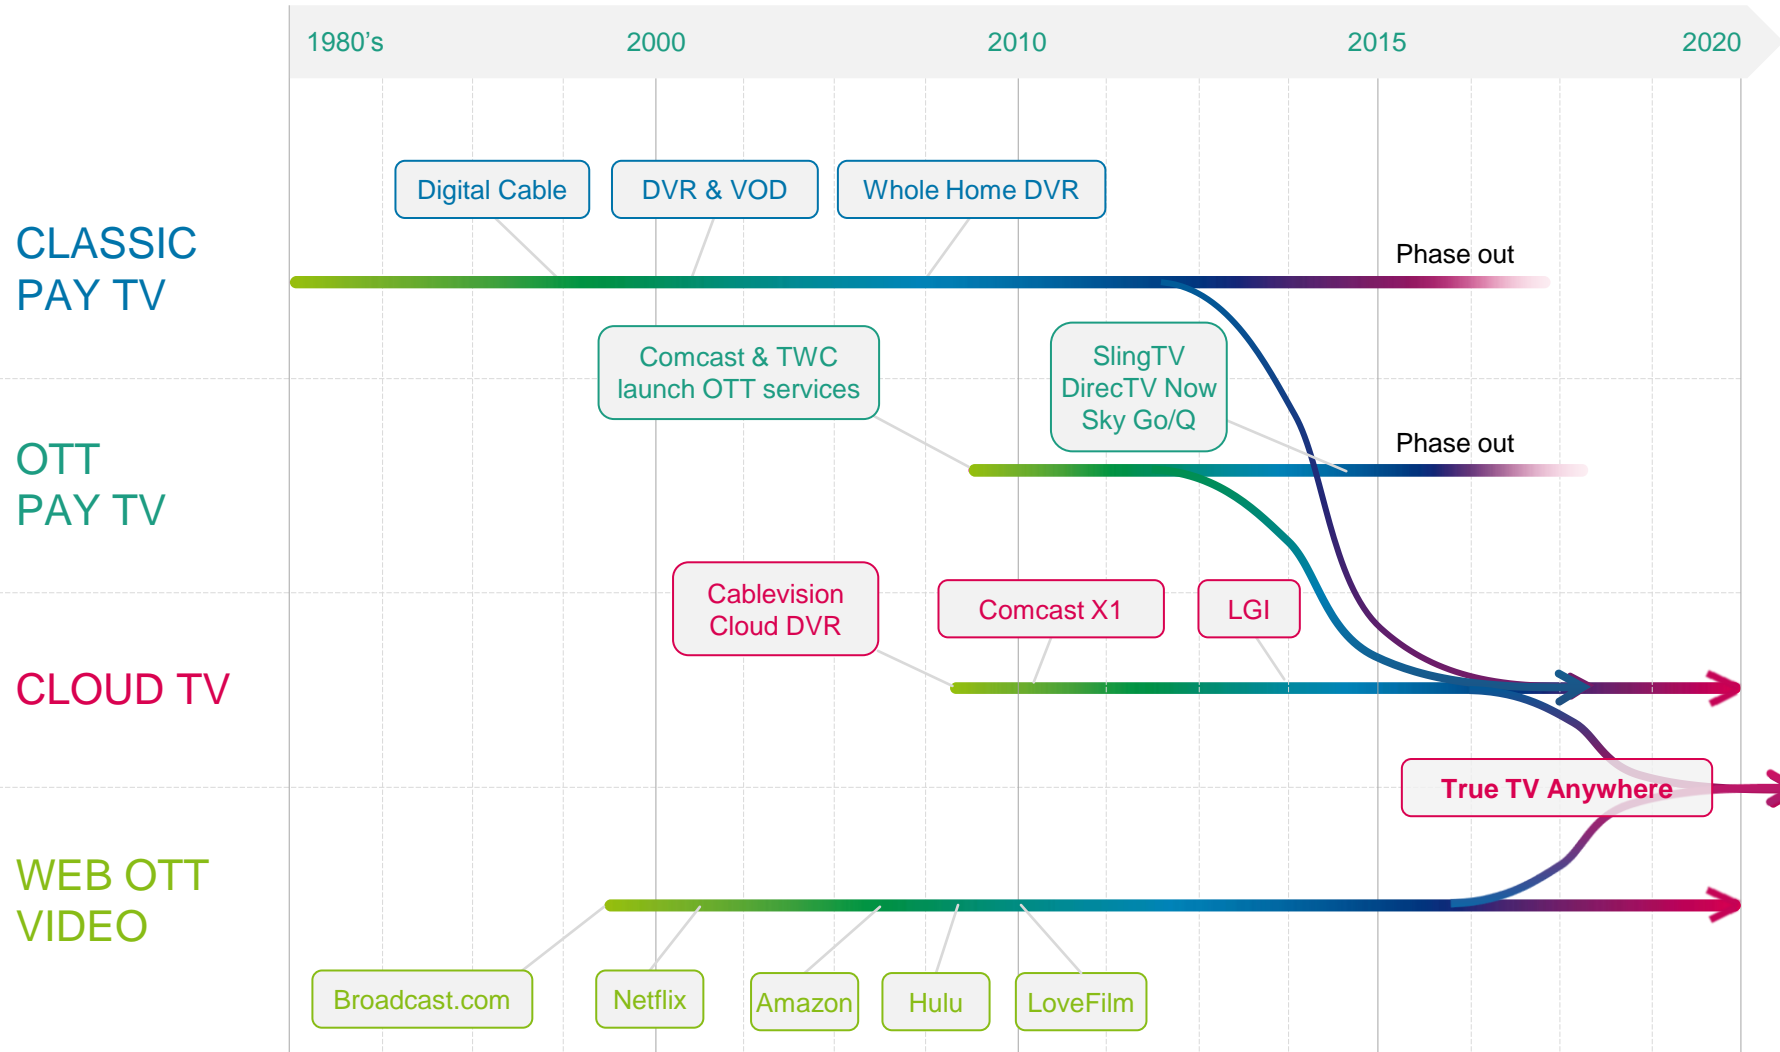 1980's
2000
2010
2015
2020
Digital Cable
DVR & VOD
Whole Home DVR
CLASSIC
PAY TV
Phase out
Comcast & TWC
launch OTT services
SlingTV
DirecTV Now
Sky Go/Q
OTT
PAY TV
Phase out
Cablevision
Cloud DVR
Comcast X1
LGI
CLOUD TV
True TV Anywhere
WEB OTT
VIDEO
Broadcast.com
Netflix
Amazon
Hulu
LoveFilm